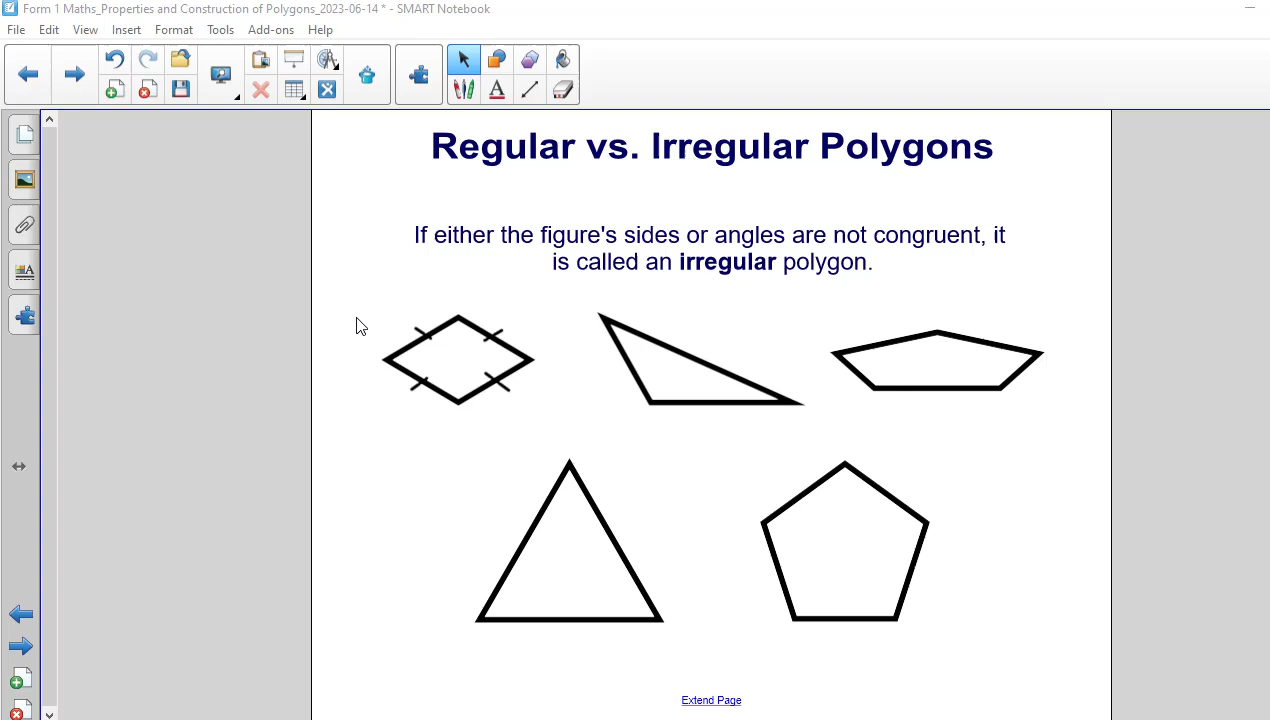 Form 1 Maths_Properties and Construction of Polygons_2023-06-14 * - SMART Notebook
File Edit View Insert Format Tools Add-ons Help
Regular vs. Irregular Polygons
If either the figure's sides or angles are not congruent, it
is called an irregular polygon.
Extend Page